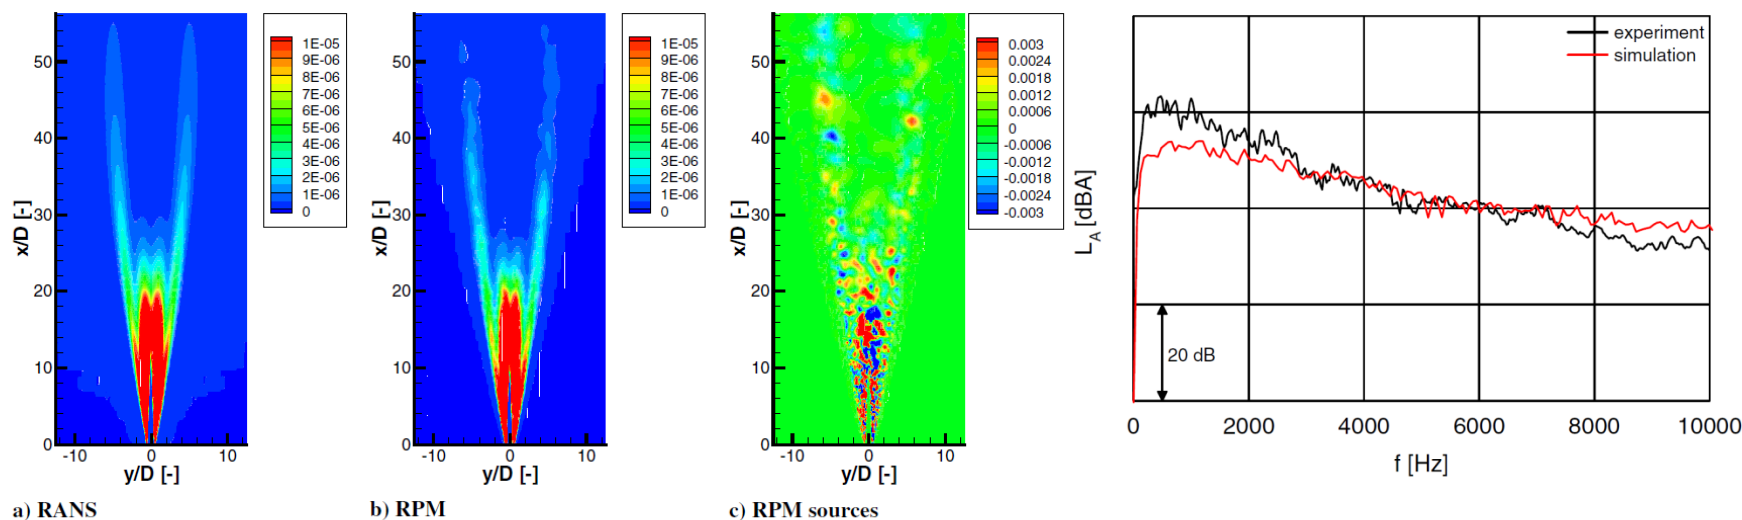 50
40
30
20
10
0
x/D [-]
-10
0
10
y/D [-]
1E-05
9E-06
8E-06
7E-06
6E-06
5E-06
4E-06
3E-06
2E-06
1E-06
0
a) RANS
50
40
30
20
10
0
x/D [-]
-10
0
10
y/D [-]
1E-05
9E-06
8E-06
7E-06
6E-06
5E-06
4E-06
3E-06
2E-06
1E-06
0
b) RPM
50
40
30
20
10
0
x/D [-]
-10
0
10
y/D [-]
0.003
0.0024
0.0018
0.0012
0.0006
0
-0.0006
-0.0012
-0.0018
-0.0024
-0.003
c) RPM sources
experiment
simulation
L_A [dBA]
20 dB
0
2000
4000
6000
8000
10000
f [Hz]